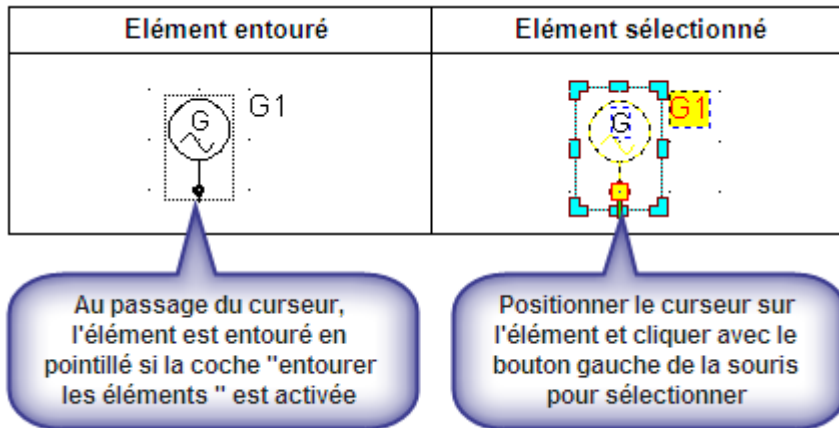 Elément entouré
Elément sélectionné
G
G1
G
G1
Au passage du curseur,
l'élément est entouré en
pointillé si la coche "entourer
les éléments " est activée
Positionner le curseur sur
l'élément et cliquer avec le
bouton gauche de la souris
pour sélectionner